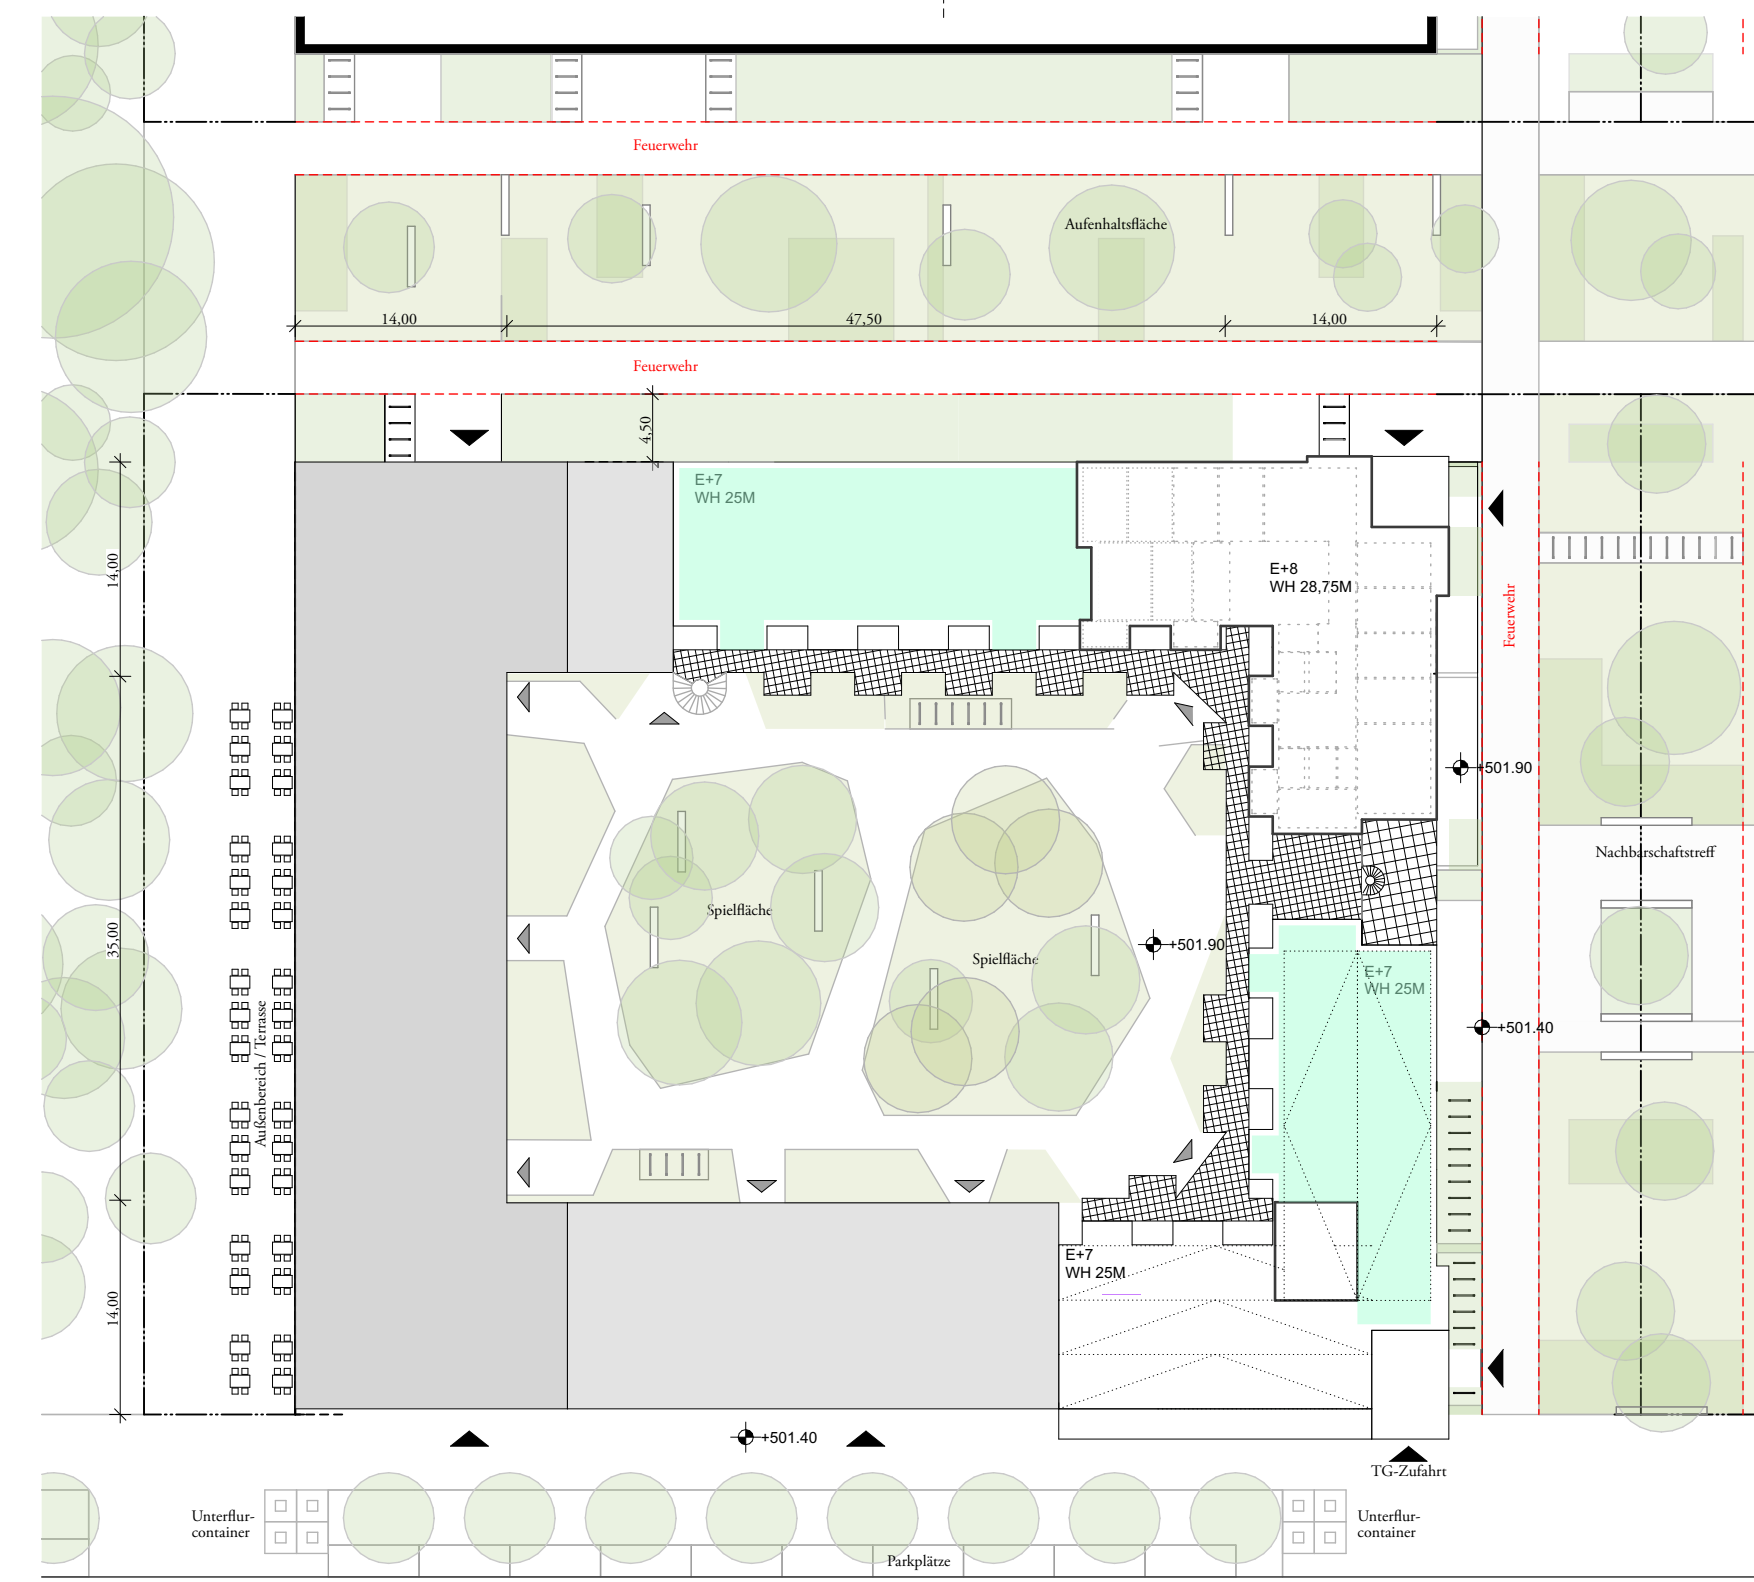 Feuerwehr
Aufenhaltsfläche
14,00
47,50
14,00
Feuerwehr
4,50
E+7
WH 25M
E+8
WH 28,75M
14,00
Feuerwehr
+501.90
Nachbarschaftstreff
Spielfläche
35,00
+501.90
Spielfläche
E+7
WH 25M
+501.40
Außenbereich / Terrasse
E+7
WH 25M
14,00
+501.40
TG-Zufahrt
Unterflur-
container
Unterflur-
container
Parkplätze